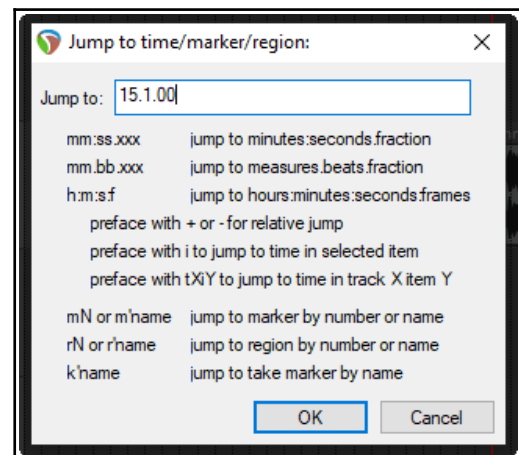 Jump to time/marker/region:
Jump to: 15.1.00
mm:ss.xxx jump to minutes:seconds.fraction
mm.bb.xxx jump to measures.beats.fraction
h:m:s:f jump to hours:minutes:seconds:frames
preface with + or - for relative jump
preface with i to jump to time in selected item
preface with tXiY to jump to time in track X item Y
mN or m'name jump to marker by number or name
rN or r'name jump to region by number or name
k'name jump to take marker by name
OK Cancel